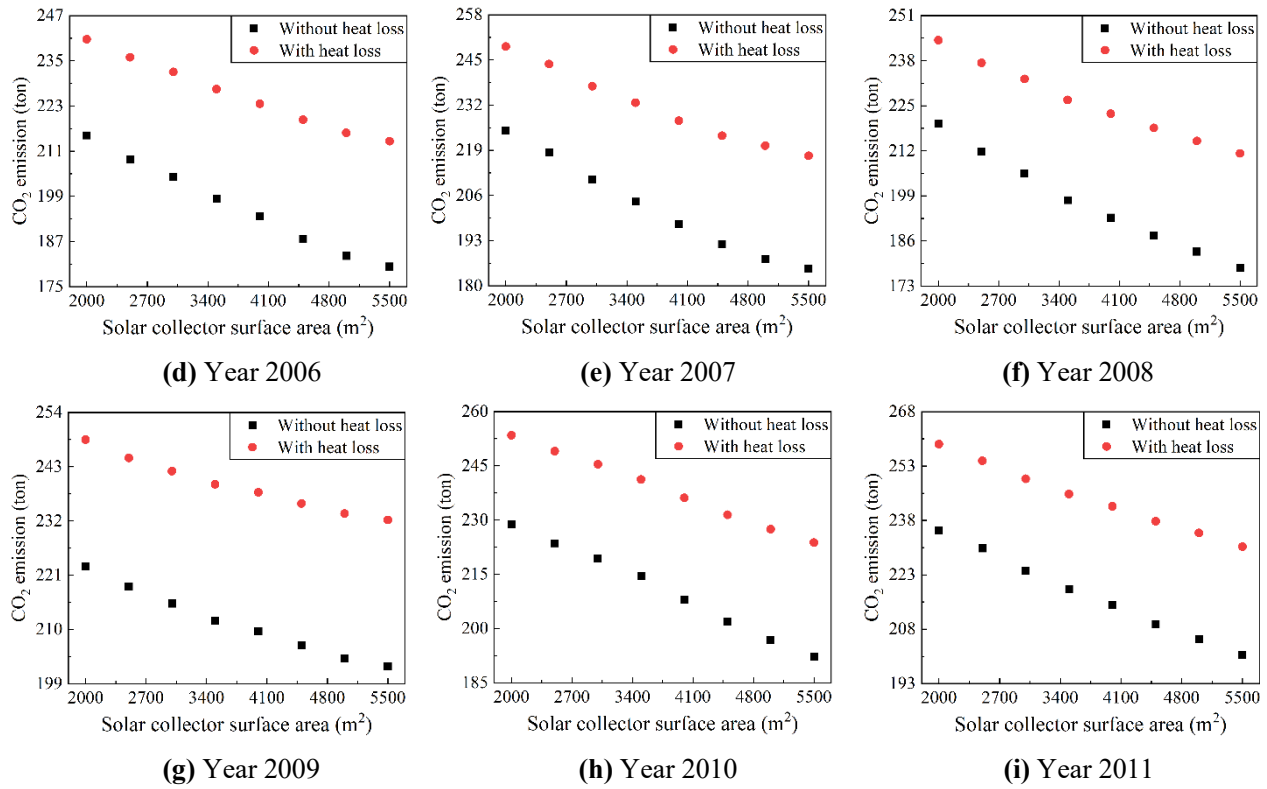 247
235
223
211
199
187
175
CO2 emission (ton)
Without heat loss
With heat loss
2000 2700 3400 4100 4800 5500
Solar collector surface area (m2)
(d) Year 2006
258
245
232
219
206
193
180
CO2 emission (ton)
Without heat loss
With heat loss
2000 2700 3400 4100 4800 5500
Solar collector surface area (m2)
(e) Year 2007
251
238
225
212
199
186
173
CO2 emission (ton)
Without heat loss
With heat loss
2000 2700 3400 4100 4800 5500
Solar collector surface area (m2)
(f) Year 2008
254
243
232
221
210
199
CO2 emission (ton)
Without heat loss
With heat loss
2000 2700 3400 4100 4800 5500
Solar collector surface area (m2)
(g) Year 2009
260
245
230
215
200
185
CO2 emission (ton)
Without heat loss
With heat loss
2000 2700 3400 4100 4800 5500
Solar collector surface area (m2)
(h) Year 2010
268
253
238
223
208
193
CO2 emission (ton)
Without heat loss
With heat loss
2000 2700 3400 4100 4800 5500
Solar collector surface area (m2)
(i) Year 2011